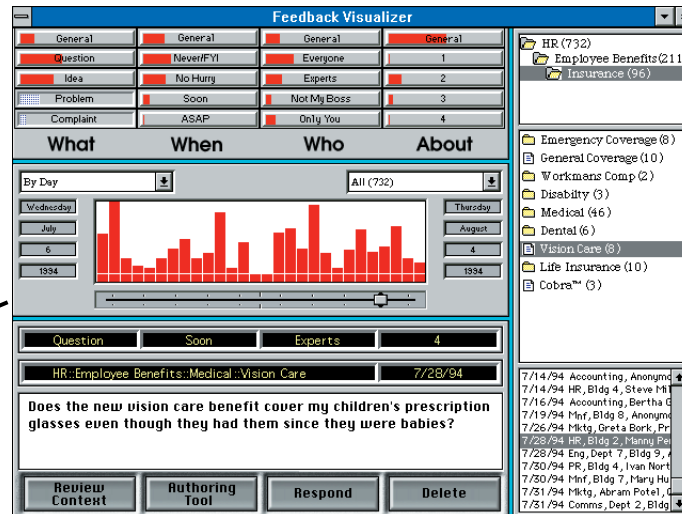 Feedback Visualizer
General General General General
Question Never/FYI Everyone 1
Idea No Hurry Experts 2
Problem Soon Not My Boss 3
Complaint ASAP Only You 4
What When Who About
By Day All (732)
Wednesday Thursday
July August
6 4
1994 1994
Question Soon Experts 4
HR::Employee Benefits::Medical::Vision Care 7/28/94
Does the new vision care benefit cover my children's prescription
glasses even though they had them since they were babies?
Review Context
Authoring Tool
Respond
Delete
HR (732)
Employee Benefits(211
Insurance (96)
Emergency Coverage (8)
General Coverage (10)
Workmans Comp (2)
Disabilty (3)
Medical (46)
Dental (6)
Vision Care (8)
Life Insurance (10)
Cobra™ (3)
7/14/94 Accounting, Anonymo
7/14/94 HR, Bldg 4, Steve Mil
7/16/94 Accounting, Bertha G
7/19/94 Mnf, Bldg 8, Anonymo
7/26/94 Mktg, Greta Bork, Pr
7/28/94 HR, Bldg 2, Manny Per
7/28/94 Eng, Dept 7, Bldg 9,
7/30/94 PR, Bldg 4, Ivan Nort
7/30/94 Mnf, Bldg 7, Mary Hu
7/31/94 Mktg, Abram Potel,
7/31/94 Comms, Dept 2, Bldg